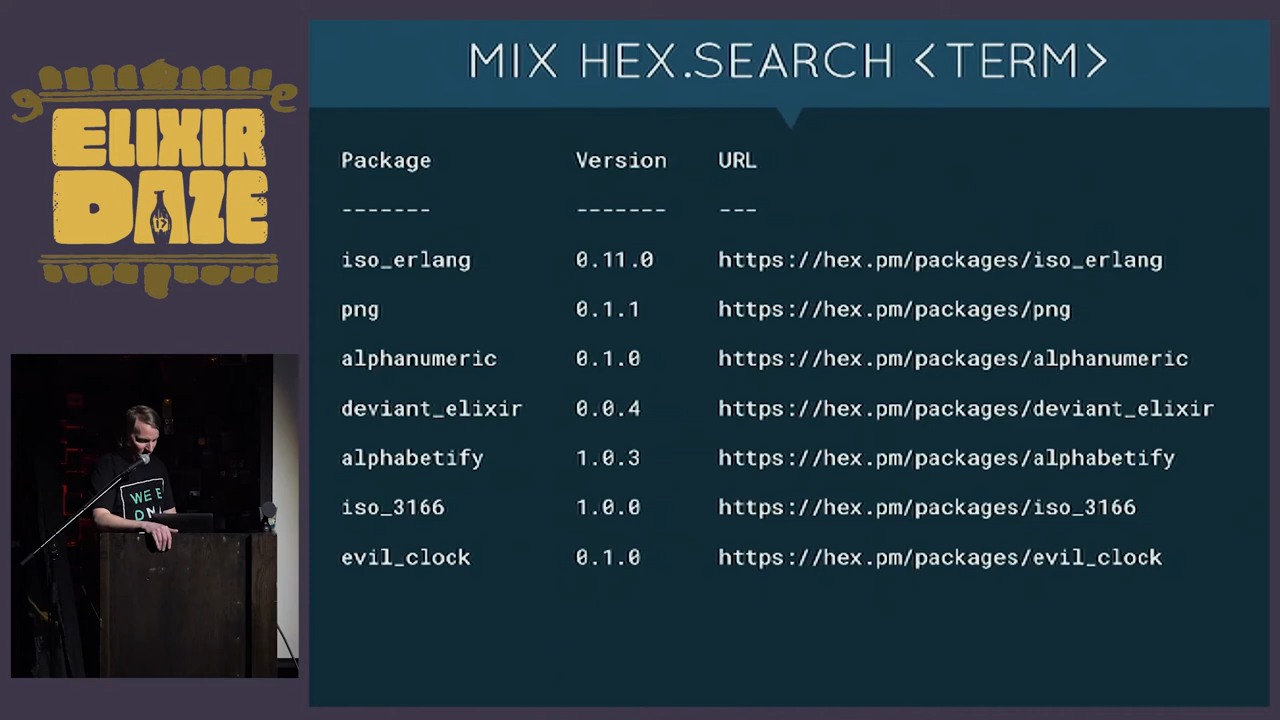 ELIXIR
DAZE
MIX HEX.SEARCH <TERM>
Package Version URL
------- ------- ---
iso_erlang 0.11.0 https://hex.pm/packages/iso_erlang
png 0.1.1 https://hex.pm/packages/png
alphanumeric 0.1.0 https://hex.pm/packages/alphanumeric
deviant_elixir 0.0.4 https://hex.pm/packages/deviant_elixir
alphabetify 1.0.3 https://hex.pm/packages/alphabetify
iso_3166 1.0.0 https://hex.pm/packages/iso_3166
evil_clock 0.1.0 https://hex.pm/packages/evil_clock
WE